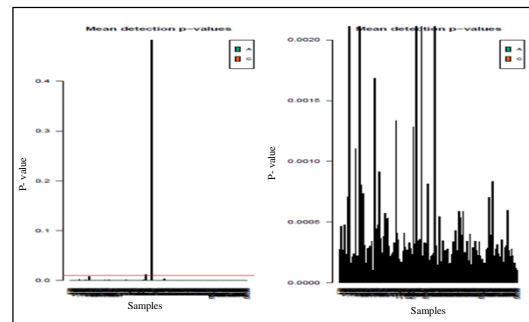 Mean detection p-values
A
C
0.4
0.3
0.2
0.1
0.0
P- value
Samples
Mean detection p-values
A
C
0.0020
0.0015
0.0010
0.0005
0.0000
P- value
Samples